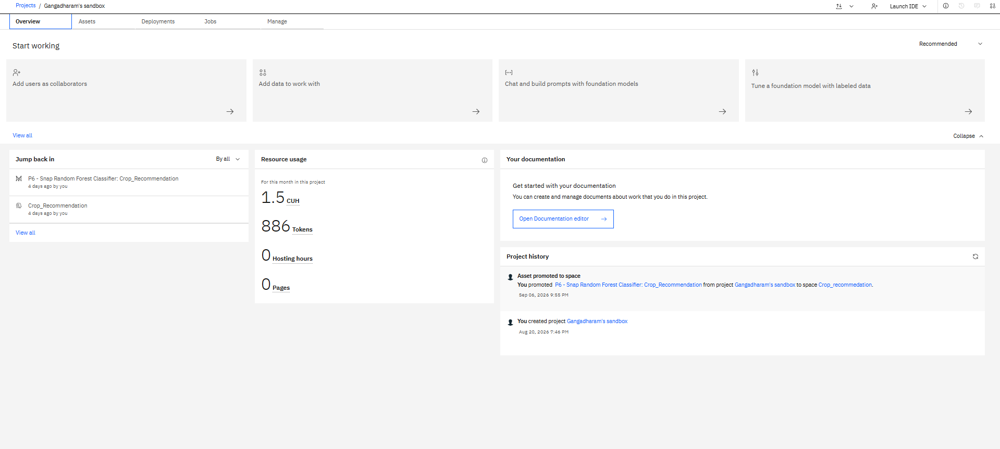 Projects / Gangadharam's sandbox
Launch IDE
Overview
Assets
Deployments
Jobs
Manage
Start working
Recommended
Add users as collaborators
Add data to work with
Chat and build prompts with foundation models
Tune a foundation model with labeled data
View all
Collapse
Jump back in
By all
P6 - Snap Random Forest Classifier: Crop_Recommendation
4 days ago by you
Crop_Recommendation
4 days ago by you
View all
Resource usage
For this month in this project
1.5 CUH
886 Tokens
0 Hosting hours
0 Pages
Your documentation
Get started with your documentation
You can create and manage documents about work that you do in this project.
Open Documentation editor
Project history
Asset promoted to space
You promoted P6 - Snap Random Forest Classifier: Crop_Recommendation from project Gangadharam's sandbox to space Crop_recommedation.
Sep 06, 2026 9:55 PM
You created project Gangadharam's sandbox
Aug 20, 2026 7:46 PM